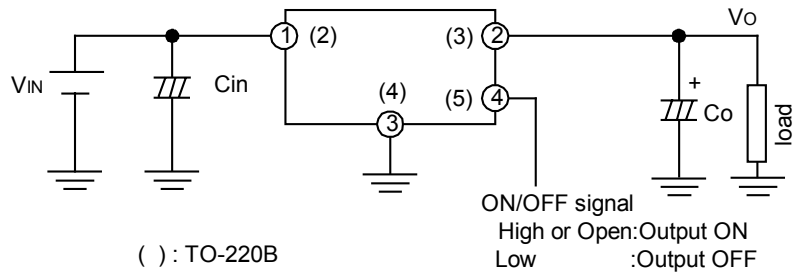 Vo
1 (2) (3) 2
VIN Cin (4) (5) 4 + Co load
3
ON/OFF signal
High or Open:Output ON
( ) : TO-220B Low :Output OFF